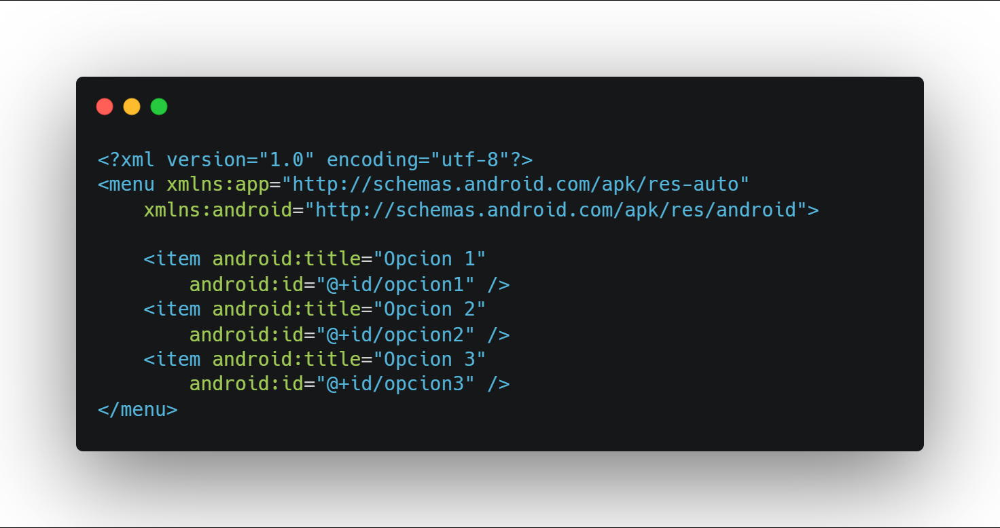 <?xml version="1.0" encoding="utf-8"?>
<menu xmlns:app="http://schemas.android.com/apk/res-auto"
    xmlns:android="http://schemas.android.com/apk/res/android">

    <item android:title="Opcion 1"
        android:id="@+id/opcion1" />
    <item android:title="Opcion 2"
        android:id="@+id/opcion2" />
    <item android:title="Opcion 3"
        android:id="@+id/opcion3" />
</menu>